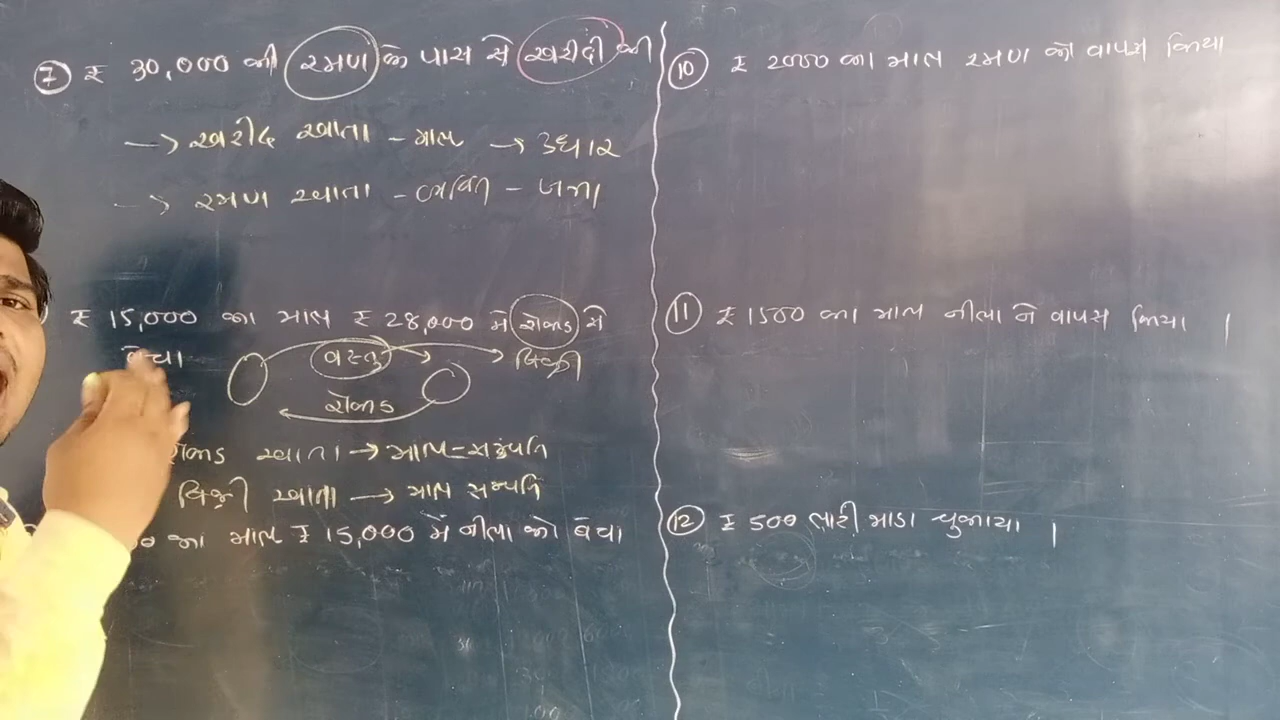 7 ₹ 30,000 की रमण के पास से खरीदी की
→ खरीद खाता - माल → उधार
→ रमण खाता - व्यक्ति - जमा
₹ 15,000 का माल ₹ 28,000 में रोकड से
बेचा
वस्तु → बिक्री
रोकड
रोकड खाता → माल-संपत्ति
बिक्री खाता → माल सम्पत्ति
का माल ₹ 15,000 में नीला को बेचा
10 ₹ 2000 का माल रमण को वापस किया
11 ₹ 1500 का माल नीला ने वापस किया ।
12 ₹ 500 लारी भाडा चुकाया ।